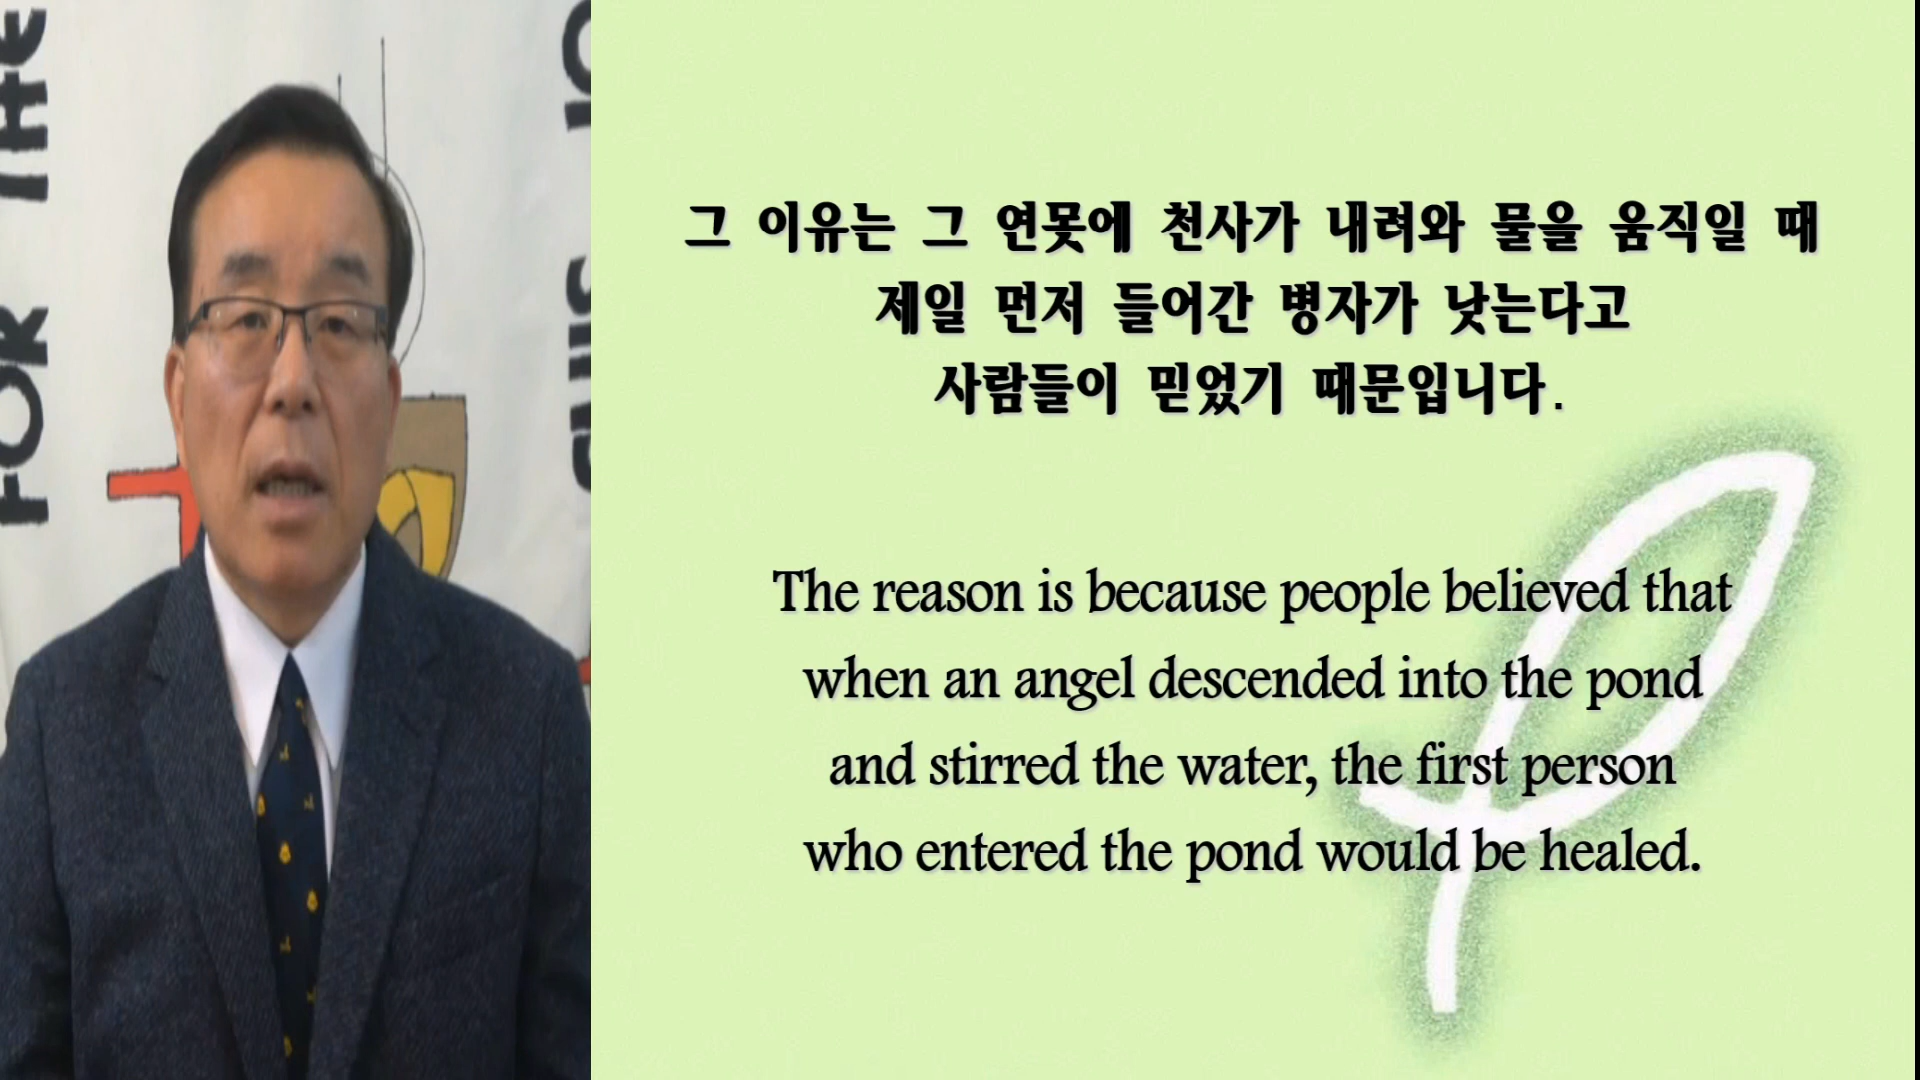 FOR THE
그 이유는 그 연못에 천사가 내려와 물을 움직일 때
제일 먼저 들어간 병자가 낫는다고
사람들이 믿었기 때문입니다.
The reason is because people believed that
when an angel descended into the pond
and stirred the water, the first person
who entered the pond would be healed.